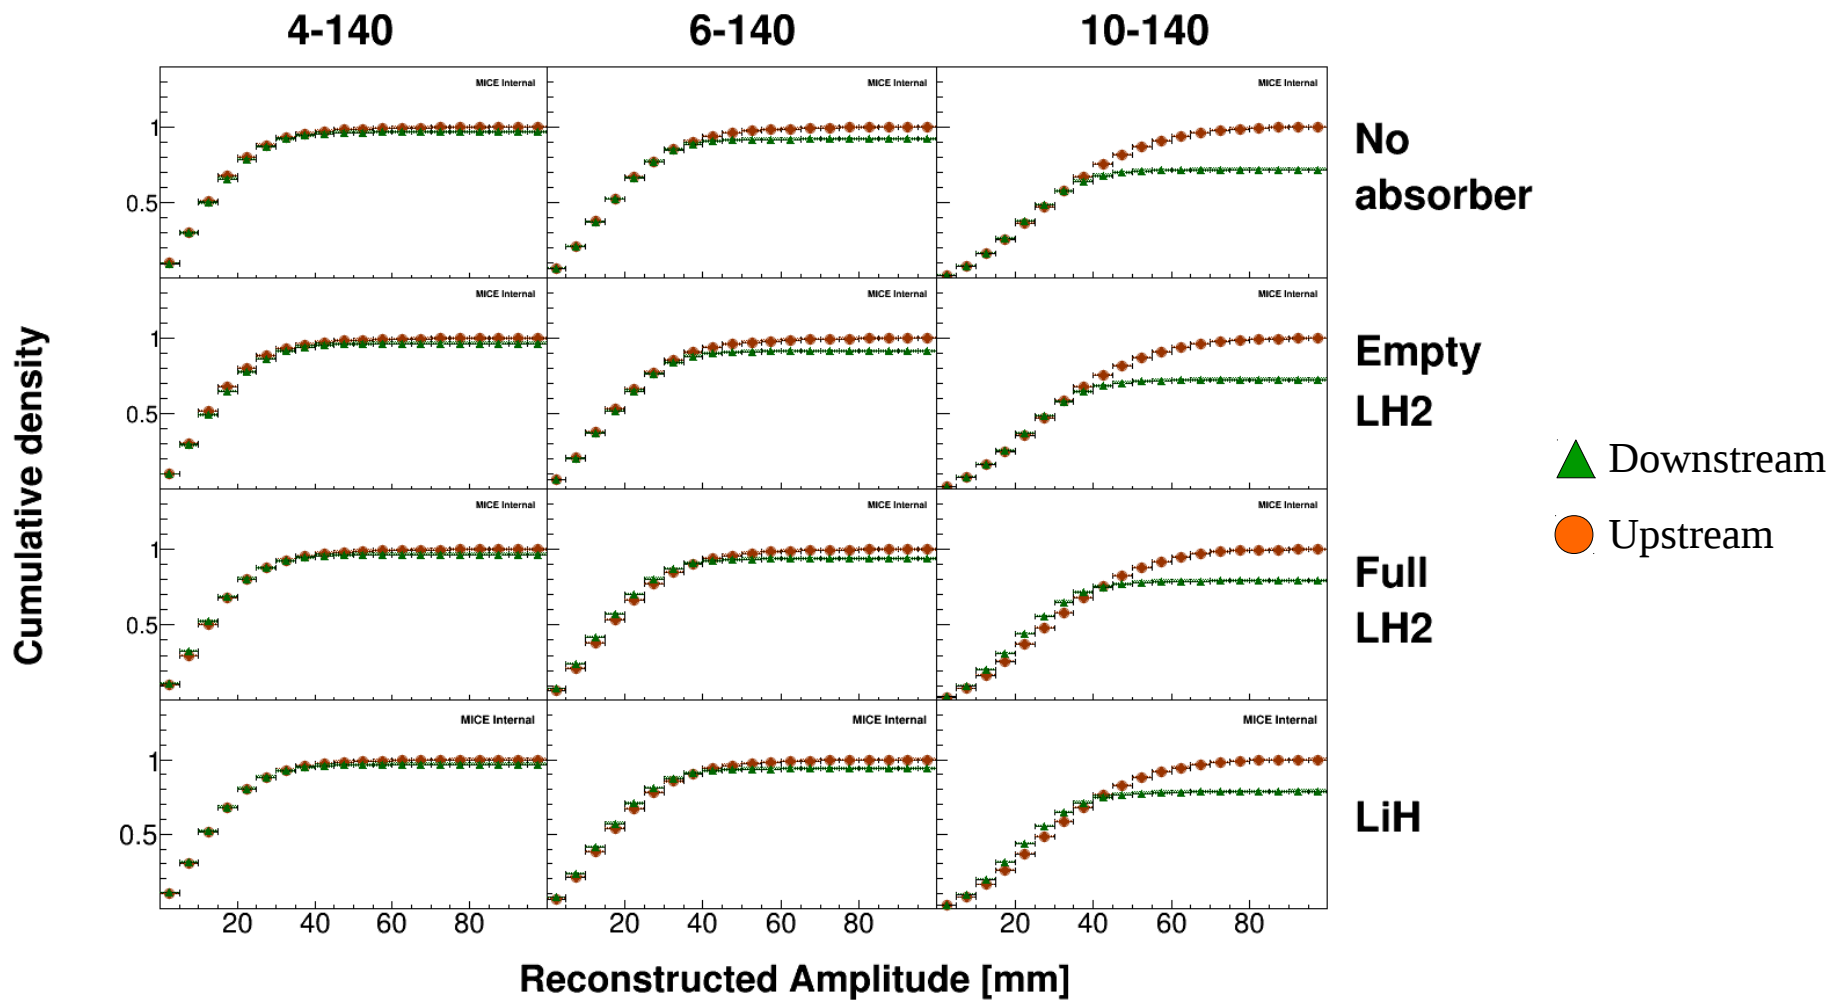 4-140 6-140 10-140
MICE Internal MICE Internal MICE Internal
1
0.5
No
absorber
MICE Internal MICE Internal MICE Internal
1
0.5
Empty
LH2
MICE Internal MICE Internal MICE Internal
1
0.5
Full
LH2
MICE Internal MICE Internal MICE Internal
1
0.5
LiH
20 40 60 80 20 40 60 80 20 40 60 80
Reconstructed Amplitude [mm]
Cumulative density
Downstream
Upstream